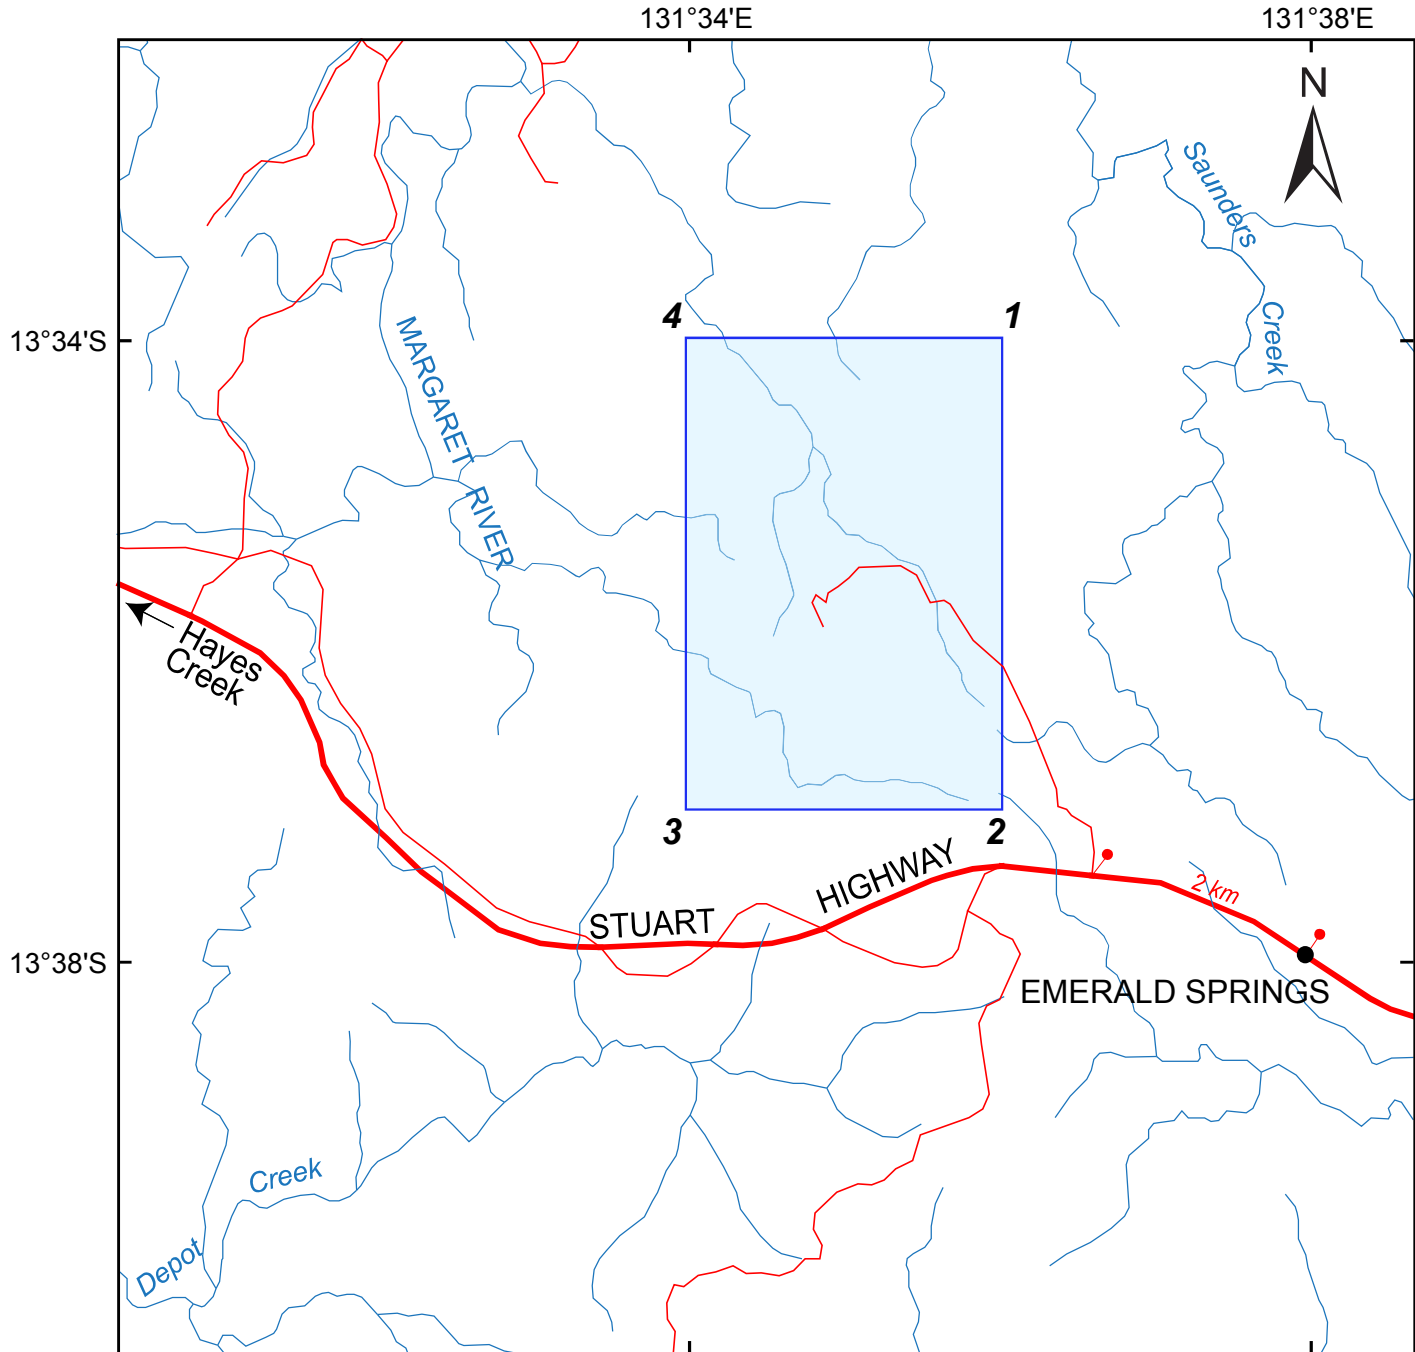 131°34'E
131°38'E
N
Saunders
Creek
13°34'S
4
1
MARGARET
RIVER
Hayes
Creek
3
2
HIGHWAY
STUART
2 km
13°38'S
EMERALD SPRINGS
Creek
Depot